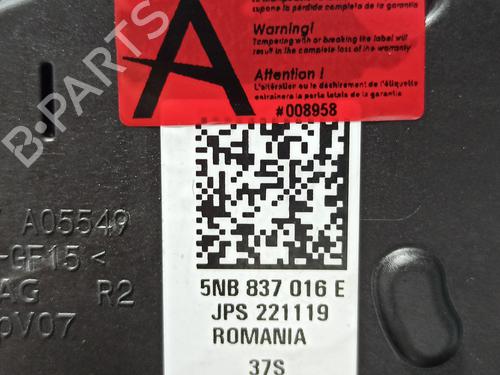 supone la pérdida completa de la garantía
Warning!
Tampering with or breaking the label will
result in the complete loss of the warranty
Attention !
L'altération ou le déchirement de l'étiquette
entraînera la perte totale de la garantie
#008958
A
B-PARTS
A05549
-GF15<
AG R2
pV07
5NB 837 016 E
JPS 221119
ROMANIA
37S